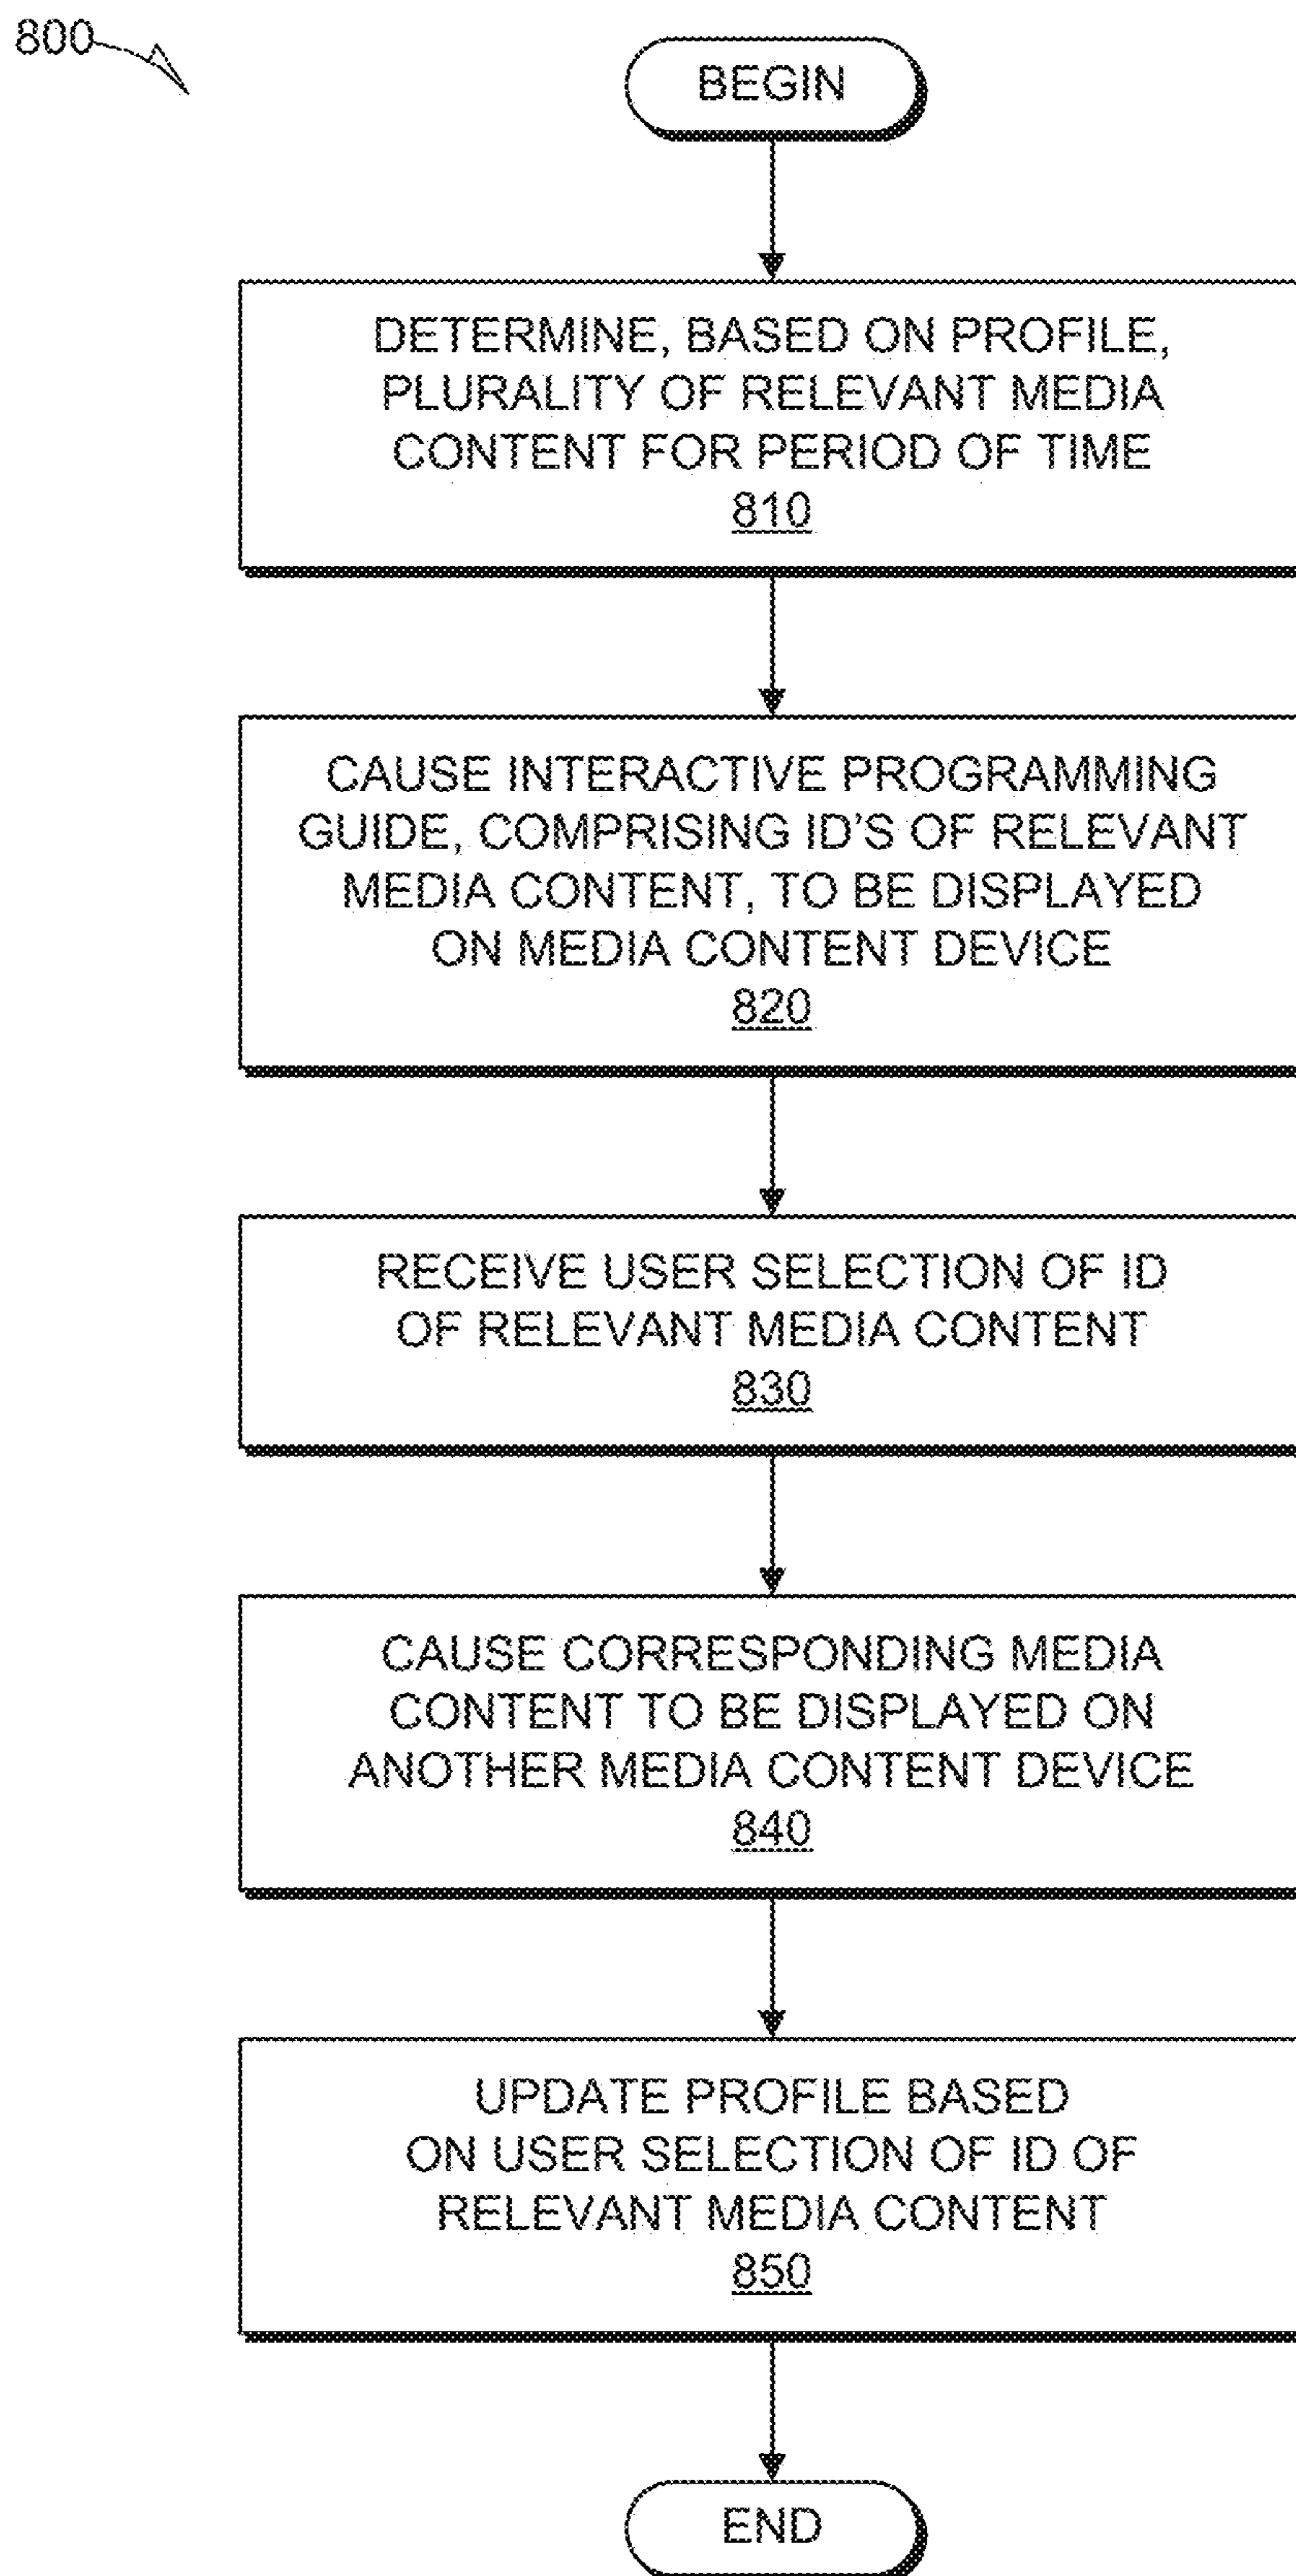 800
BEGIN
DETERMINE, BASED ON PROFILE,
PLURALITY OF RELEVANT MEDIA
CONTENT FOR PERIOD OF TIME
810
CAUSE INTERACTIVE PROGRAMMING
GUIDE, COMPRISING ID'S OF RELEVANT
MEDIA CONTENT, TO BE DISPLAYED
ON MEDIA CONTENT DEVICE
820
RECEIVE USER SELECTION OF ID
OF RELEVANT MEDIA CONTENT
830
CAUSE CORRESPONDING MEDIA
CONTENT TO BE DISPLAYED ON
ANOTHER MEDIA CONTENT DEVICE
840
UPDATE PROFILE BASED
ON USER SELECTION OF ID OF
RELEVANT MEDIA CONTENT
850
END